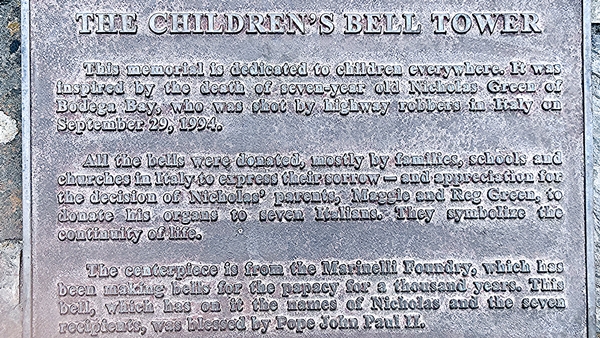 THE CHILDREN'S BELL TOWER
This memorial is dedicated to children everywhere. It was
inspired by the death of seven-year old Nicholas Green of
Bodega Bay, who was shot by highway robbers in Italy on
September 29, 1994.
All the bells were donated, mostly by families, schools and
churches in Italy to express their sorrow — and appreciation for
the decision of Nicholas' parents, Maggie and Reg Green, to
donate his organs to seven Italians. They symbolize the
continuity of life.
The centerpiece is from the Marinelli Foundry, which has
been making bells for the papacy for a thousand years. This
bell, which has on it the names of Nicholas and the seven
recipients, was blessed by Pope John Paul II.